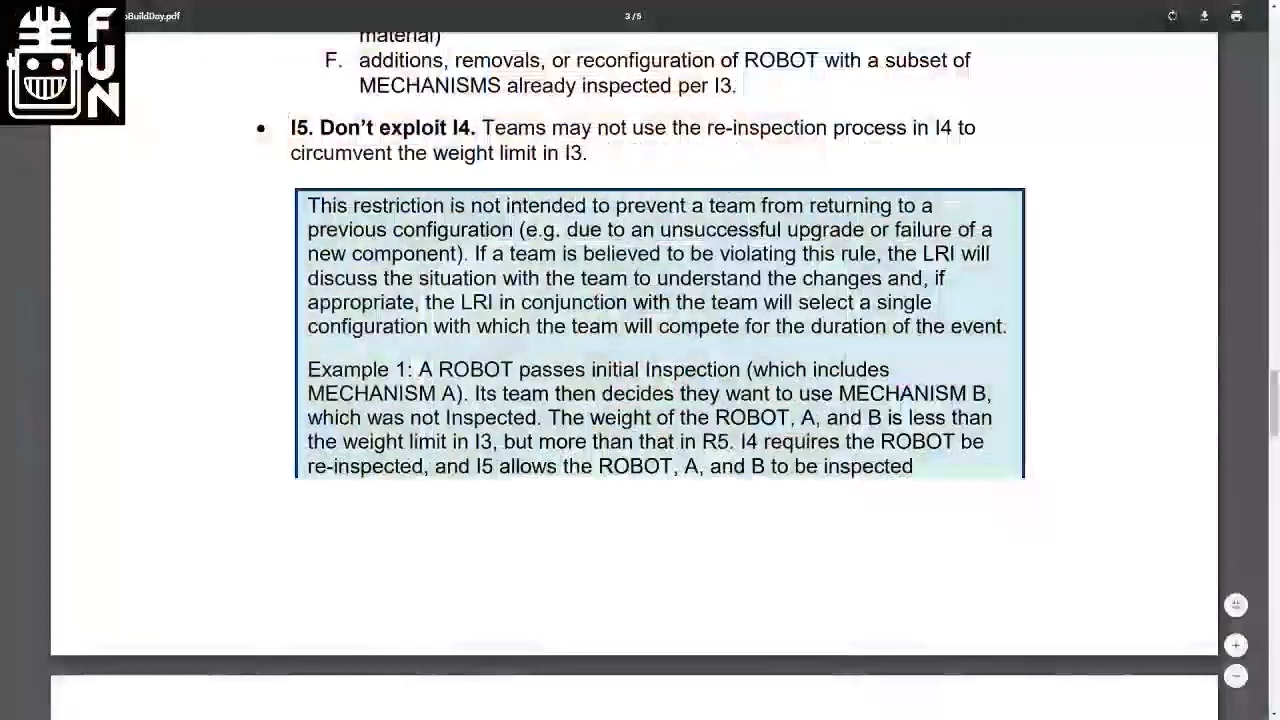 oBuildDay.pdf
3 / 5
FUN
material)
F. additions, removals, or reconfiguration of ROBOT with a subset of
MECHANISMS already inspected per I3.
• I5. Don’t exploit I4. Teams may not use the re-inspection process in I4 to
circumvent the weight limit in I3.
This restriction is not intended to prevent a team from returning to a
previous configuration (e.g. due to an unsuccessful upgrade or failure of a
new component). If a team is believed to be violating this rule, the LRI will
discuss the situation with the team to understand the changes and, if
appropriate, the LRI in conjunction with the team will select a single
configuration with which the team will compete for the duration of the event.
Example 1: A ROBOT passes initial Inspection (which includes
MECHANISM A). Its team then decides they want to use MECHANISM B,
which was not Inspected. The weight of the ROBOT, A, and B is less than
the weight limit in I3, but more than that in R5. I4 requires the ROBOT be
re-inspected, and I5 allows the ROBOT, A, and B to be inspected